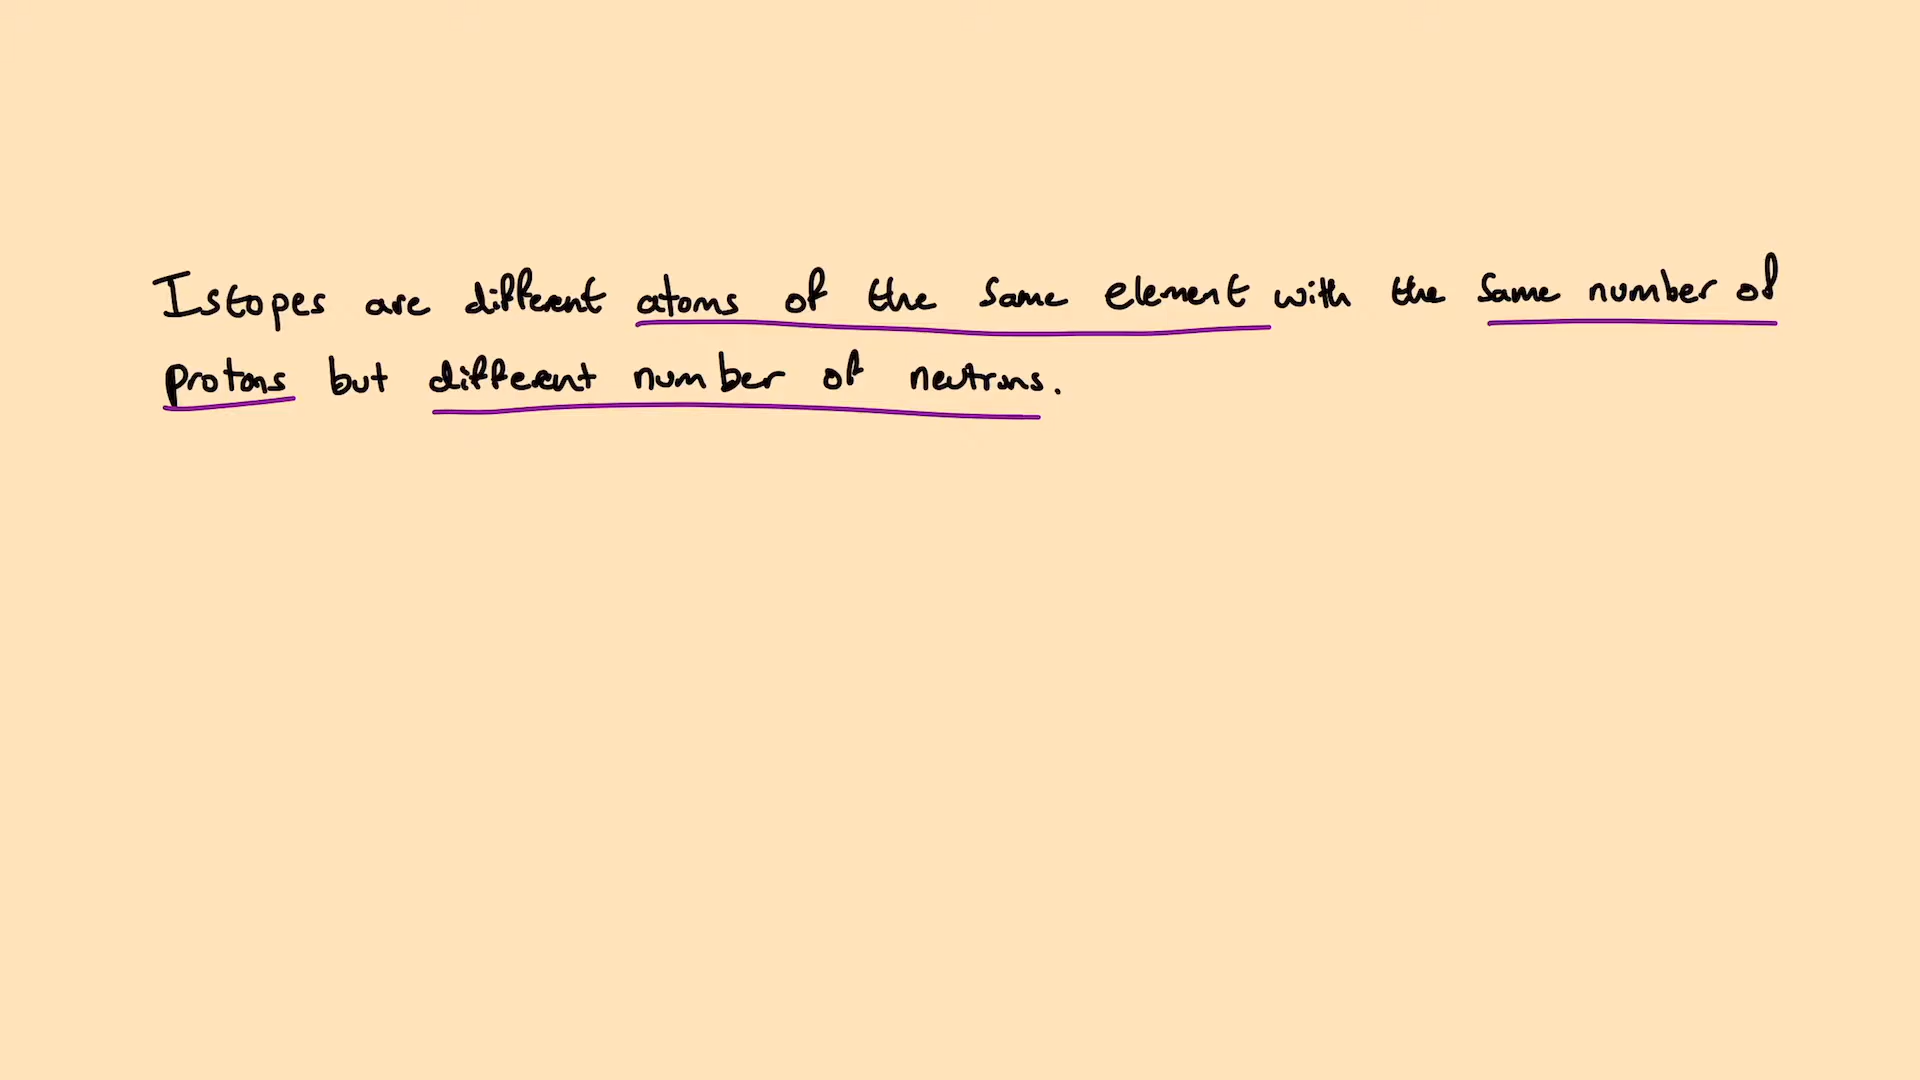 Istopes are different atoms of the same element with the same number of
protons but different number of neutrons.